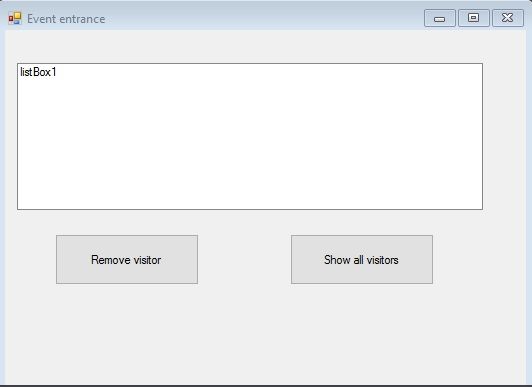 Event entrance
listBox1
Remove visitor
Show all visitors